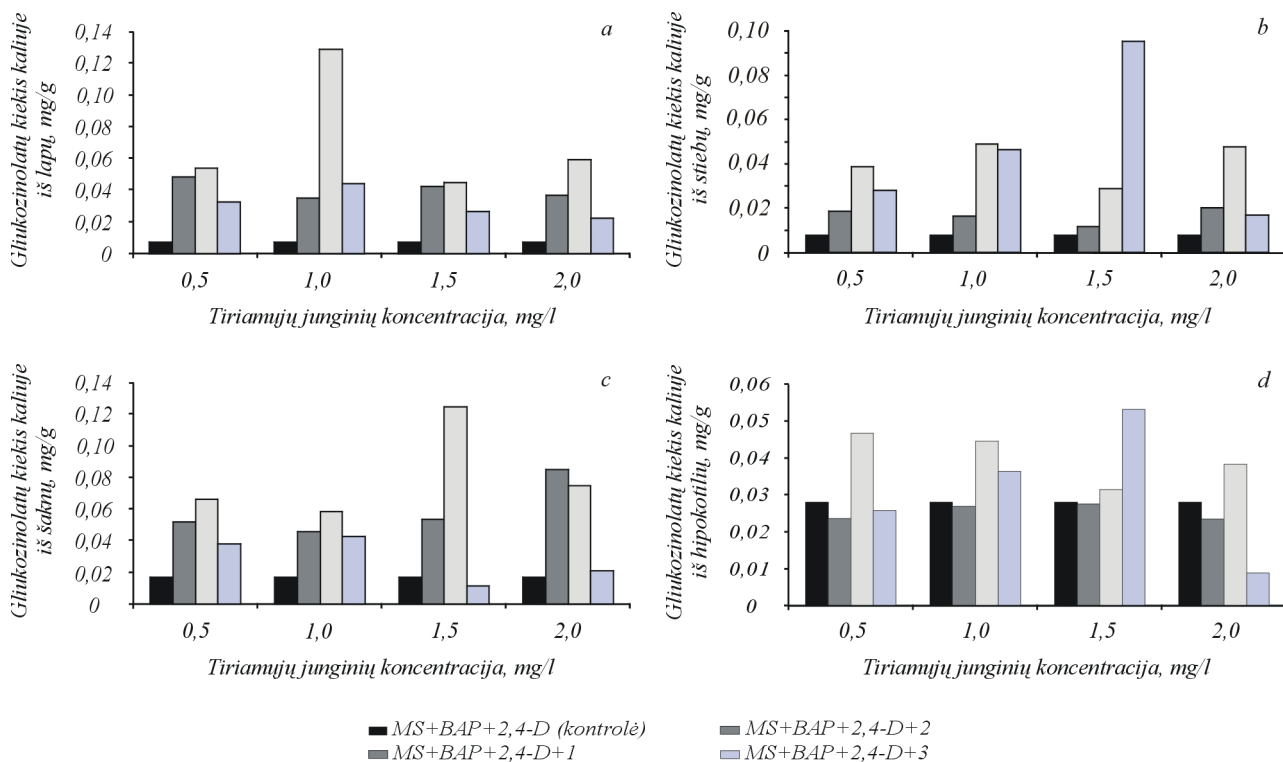 Gliukozinolatų kiekis kaliuje
iš lapų, mg/g
0,14
0,12
0,10
0,08
0,06
0,04
0,02
0
a
0,5 1,0 1,5 2,0
Tiriamųjų junginių koncentracija, mg/l
Gliukozinolatų kiekis kaliuje
iš stiebų, mg/g
0,10
0,08
0,06
0,04
0,02
0
b
0,5 1,0 1,5 2,0
Tiriamųjų junginių koncentracija, mg/l
Gliukozinolatų kiekis kaliuje
iš šaknų, mg/g
0,14
0,12
0,10
0,08
0,06
0,04
0,02
0
c
0,5 1,0 1,5 2,0
Tiriamųjų junginių koncentracija, mg/l
Gliukozinolatų kiekis kaliuje
iš hipokotilių, mg/g
0,06
0,05
0,04
0,03
0,02
0,01
0
d
0,5 1,0 1,5 2,0
Tiriamųjų junginių koncentracija, mg/l
MS+BAP+2,4-D (kontrolė)
MS+BAP+2,4-D+1
MS+BAP+2,4-D+2
MS+BAP+2,4-D+3